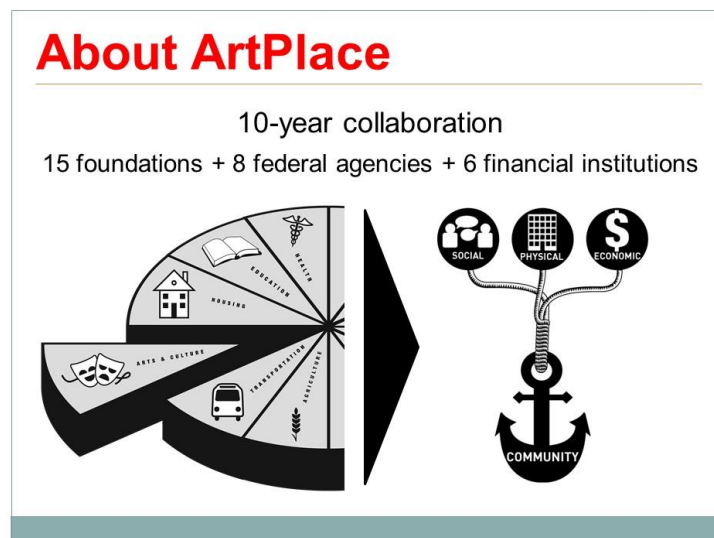 About ArtPlace
10-year collaboration
15 foundations + 8 federal agencies + 6 financial institutions
HEALTH
EDUCATION
HOUSING
ARTS & CULTURE
TRANSPORTATION
AGRICULTURE
SOCIAL
PHYSICAL
ECONOMIC
COMMUNITY